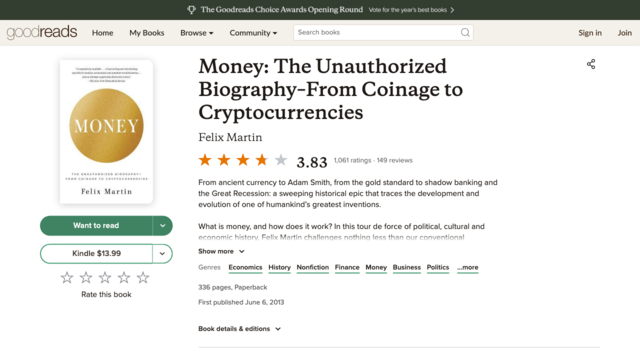 The Goodreads Choice Awards Opening Round Vote for the year's best books
goodreads Home My Books Browse Community Search books Sign in Join
Money: The Unauthorized
Biography–From Coinage to
Cryptocurrencies
Felix Martin
3.83 1,061 ratings · 149 reviews
From ancient currency to Adam Smith, from the gold standard to shadow banking and
the Great Recession: a sweeping historical epic that traces the development and
evolution of one of humankind's greatest inventions.
What is money, and how does it work? In this tour de force of political, cultural and
economic history, Felix Martin challenges nothing less than our conventional
Show more
Genres Economics History Nonfiction Finance Money Business Politics ...more
336 pages, Paperback
First published June 6, 2013
Book details & editions
MONEY
THE UNAUTHORIZED BIOGRAPHY—
FROM COINAGE TO CRYPTOCURRENCIES
Felix Martin
Want to read
Kindle $13.99
Rate this book